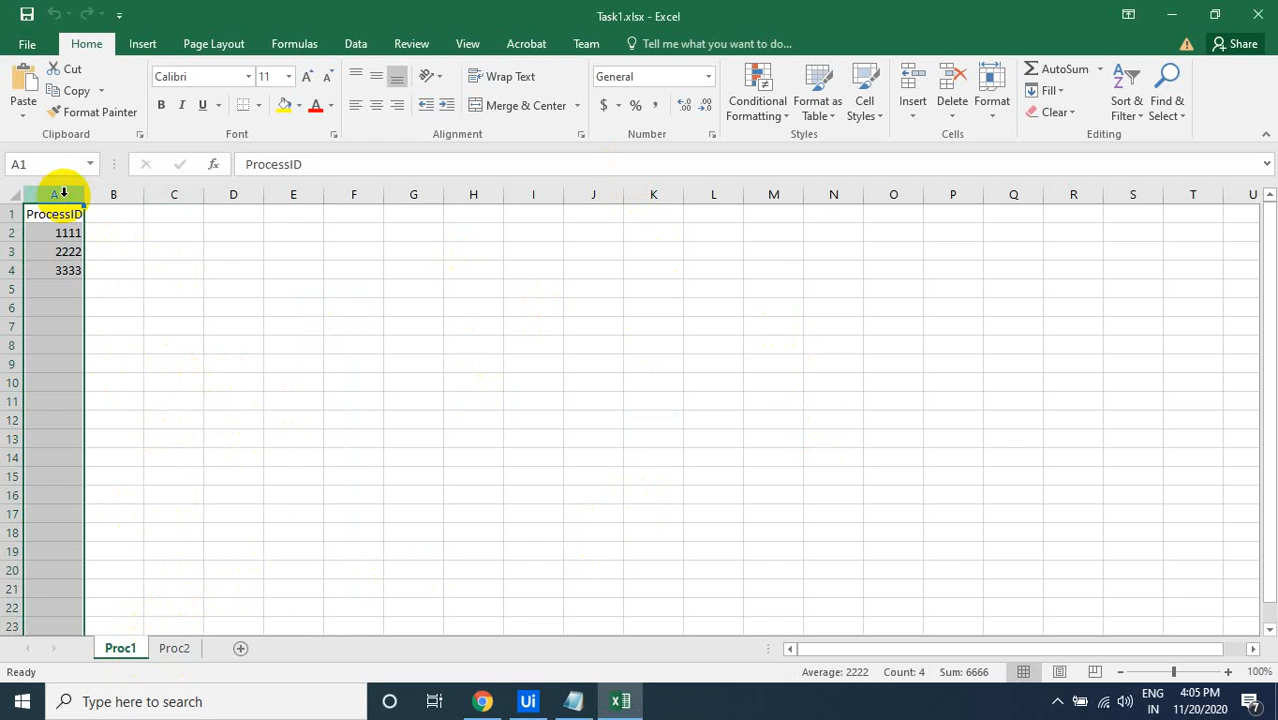 Task1.xlsx - Excel
File Home Insert Page Layout Formulas Data Review View Acrobat Team Tell me what you want to do... Share
Paste
Cut
Copy
Format Painter
Clipboard
Calibri 11
B I U A
Font
Wrap Text
Merge & Center
Alignment
General
$ % ,
Number
Conditional Formatting
Format as Table
Cell Styles
Styles
Insert Delete Format
Cells
AutoSum
Fill
Clear
Sort & Filter
Find & Select
Editing
A1 fx ProcessID
A B C D E F G H I J K L M N O P Q R S T U
1 ProcessID
2 1111
3 2222
4 3333
5
6
7
8
9
10
11
12
13
14
15
16
17
18
19
20
21
22
23
Proc1 Proc2
Ready Average: 2222 Count: 4 Sum: 6666 100%
Type here to search
Ui
ENG
IN
4:05 PM
11/20/2020
7